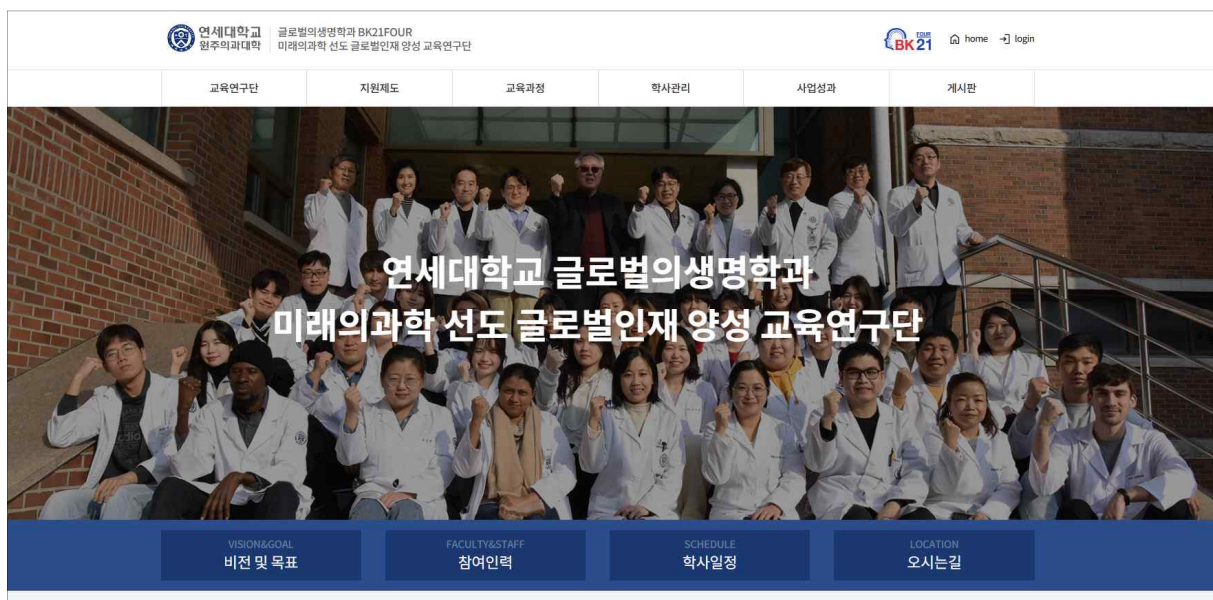 연세대학교
원주의과대학
글로벌의생명학과 BK21FOUR
미래의과학 선도 글로벌인재 양성 교육연구단
FOUR
BK21
home
login
교육연구단
지원제도
교육과정
학사관리
사업성과
게시판
연세대학교 글로벌의생명학과
미래의과학 선도 글로벌인재 양성 교육연구단
VISION&GOAL
비전 및 목표
FACULTY&STAFF
참여인력
SCHEDULE
학사일정
LOCATION
오시는길